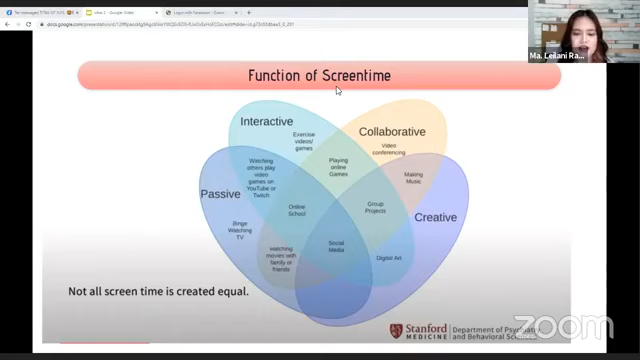 Ma. Leilani Ra...
Function of Screentime
Interactive
Exercise
videos/
games
Collaborative
Video
conferencing
Watching
others play
video
games on
YouTube or
Twitch
Playing
online
Games
Making
Music
Passive
Online
School
Group
Projects
Creative
Binge
Watching
TV
Social
Media
watching
movies with
family or
friends
Digital Art
Not all screen time is created equal.
Stanford
MEDICINE
Department of Psychiatry
and Behavioral Sciences
zoom